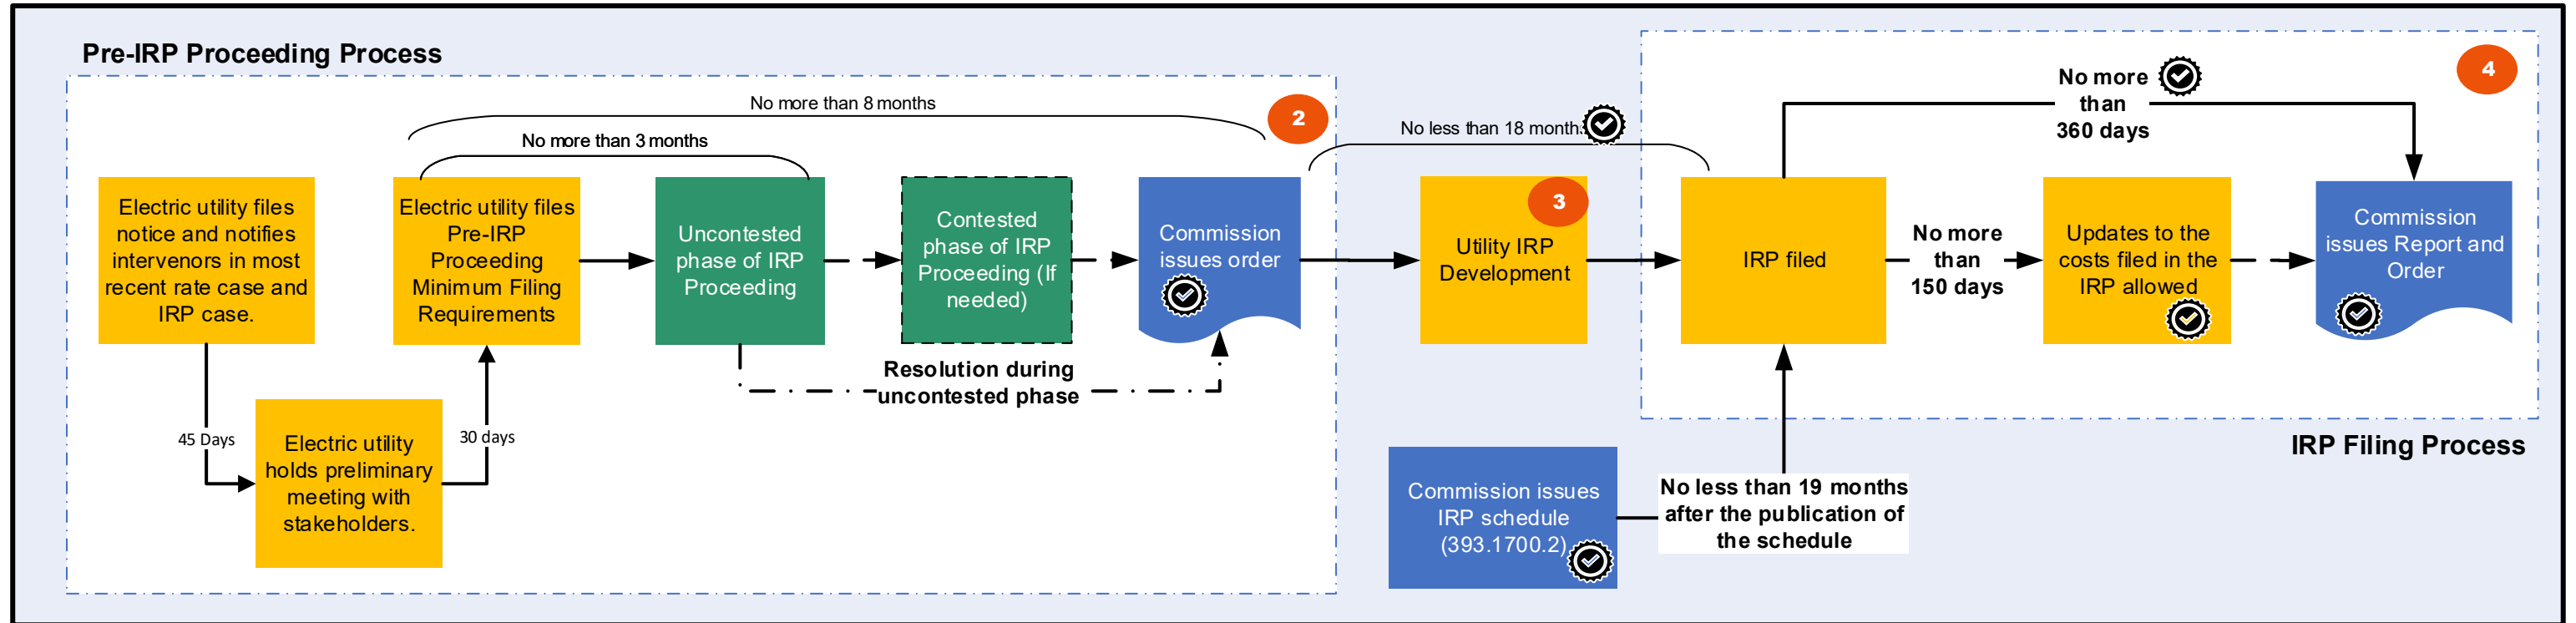 Pre-IRP Proceeding Process
No more than 8 months
No more than 3 months
2
Electric utility files
notice and notifies
intervenors in most
recent rate case and
IRP case.
45 Days
Electric utility
holds preliminary
meeting with
stakeholders.
30 days
Electric utility files
Pre-IRP
Proceeding
Minimum Filing
Requirements
Uncontested
phase of IRP
Proceeding
Contested
phase of IRP
Proceeding (If
needed)
Commission
issues order
Resolution during
uncontested phase
No less than 18 months
3
Utility IRP
Development
Commission issues
IRP schedule
(393.1700.2)
No less than 19 months
after the publication of
the schedule
4
No more
than
360 days
IRP filed
No more
than
150 days
Updates to the
costs filed in the
IRP allowed
Commission
issues Report and
Order
IRP Filing Process